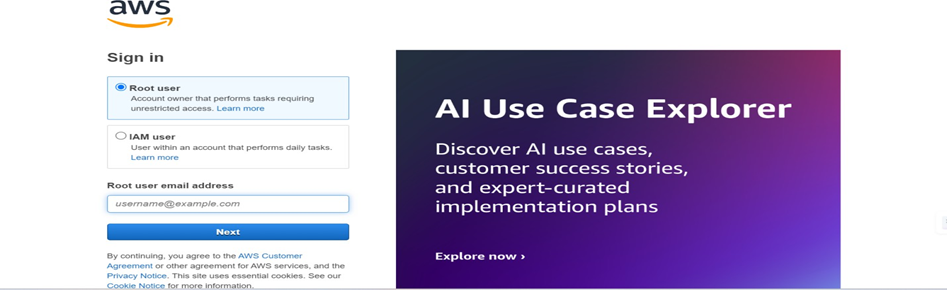 aws
Sign in
Root user
Account owner that performs tasks requiring
unrestricted access. Learn more
IAM user
User within an account that performs daily tasks.
Learn more
Root user email address
username@example.com
Next
By continuing, you agree to the AWS Customer
Agreement or other agreement for AWS services, and the
Privacy Notice. This site uses essential cookies. See our
Cookie Notice for more information.
AI Use Case Explorer
Discover AI use cases,
customer success stories,
and expert-curated
implementation plans
Explore now ›